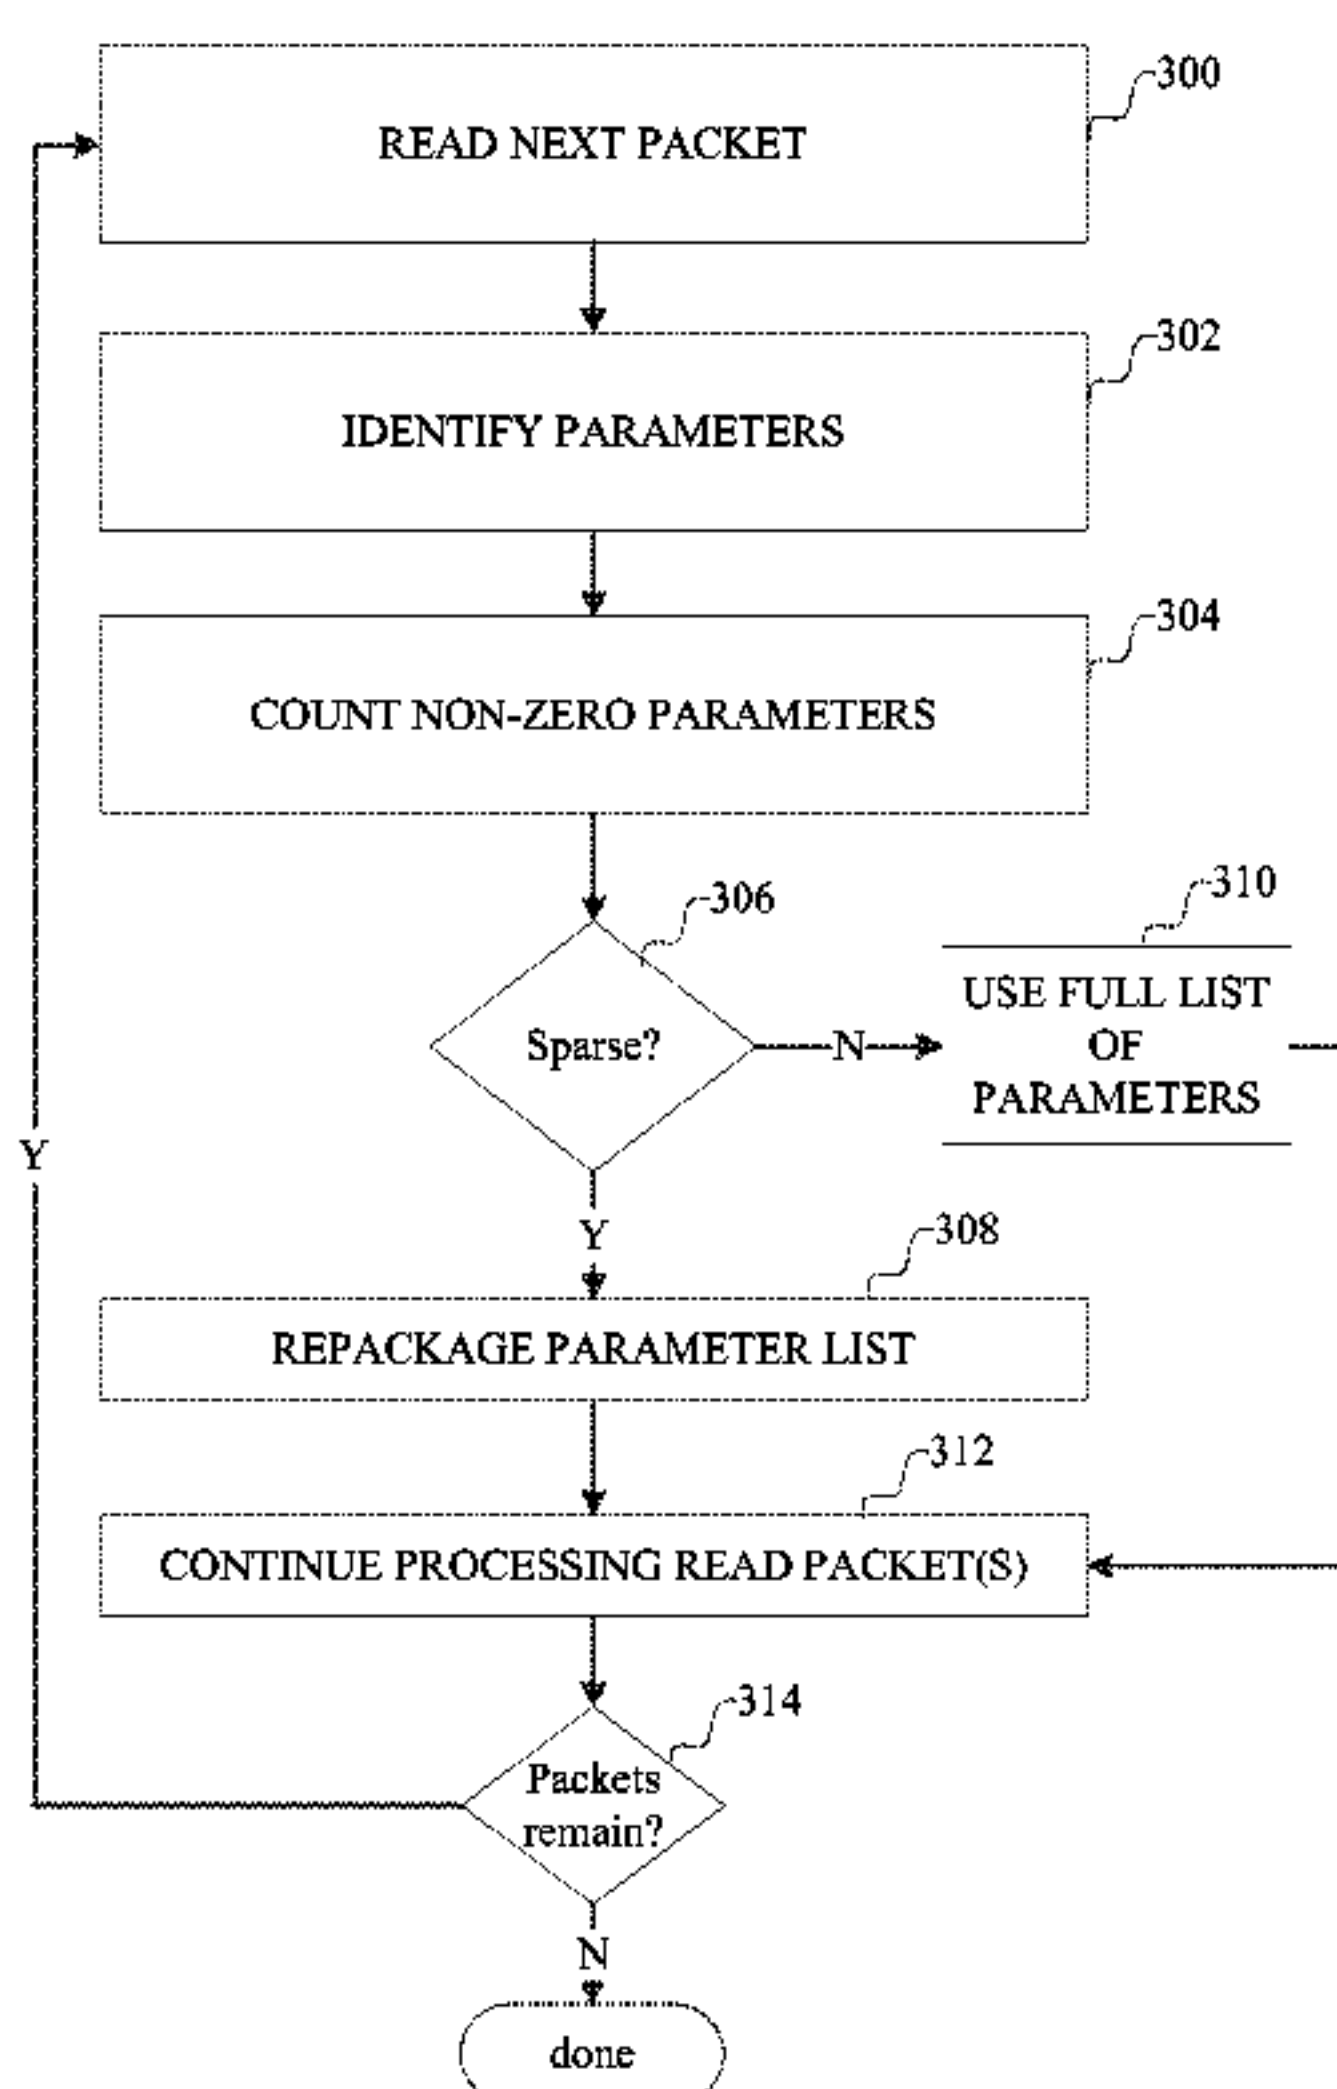 300
READ NEXT PACKET
302
IDENTIFY PARAMETERS
304
COUNT NON-ZERO PARAMETERS
306
310
Sparse?
N
USE FULL LIST
OF
PARAMETERS
Y
Y
308
REPACKAGE PARAMETER LIST
312
CONTINUE PROCESSING READ PACKET(S)
314
Packets
remain?
N
done